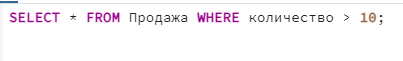 SELECT * FROM Продажа WHERE количество > 10;